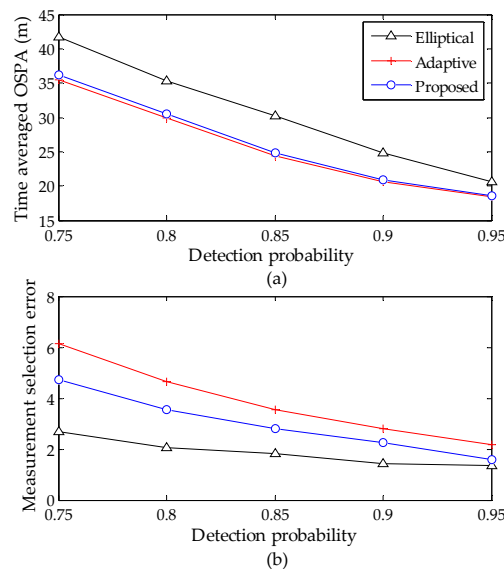 45
40
35
30
25
20
15
Time averaged OSPA (m)
Elliptical
Adaptive
Proposed
0.75 0.8 0.85 0.9 0.95
Detection probability
(a)
8
6
4
2
0
Measurement selection error
0.75 0.8 0.85 0.9 0.95
Detection probability
(b)